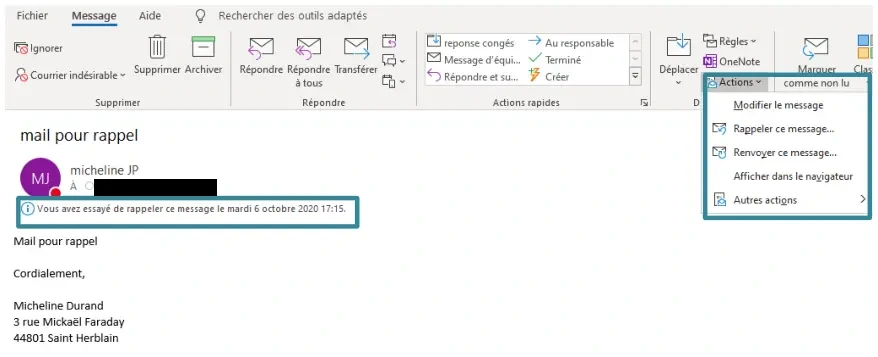 Fichier Message Aide Rechercher des outils adaptés
Ignorer
Courrier indésirable
Supprimer
Archiver
Supprimer
Répondre
Répondre à tous
Transférer
Répondre
reponse congés
Message d'équi...
Répondre et su...
Au responsable
Terminé
Créer
Actions rapides
Déplacer
Règles
OneNote
Actions
D
Marquer
comme non lu
Clas
Modifier le message
Rappeler ce message...
Renvoyer ce message...
Afficher dans le navigateur
Autres actions
mail pour rappel
MJ
micheline JP
À
Vous avez essayé de rappeler ce message le mardi 6 octobre 2020 17:15.
Mail pour rappel
Cordialement,
Micheline Durand
3 rue Mickaël Faraday
44801 Saint Herblain